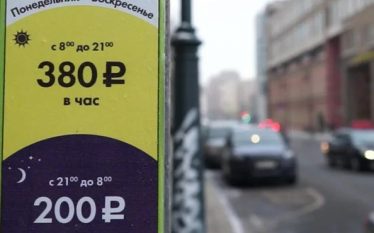 Понедельник - Воскресенье
с 8⁰⁰ до 21⁰⁰
380 ₽
в час
с 21⁰⁰ до 8⁰⁰
200 ₽